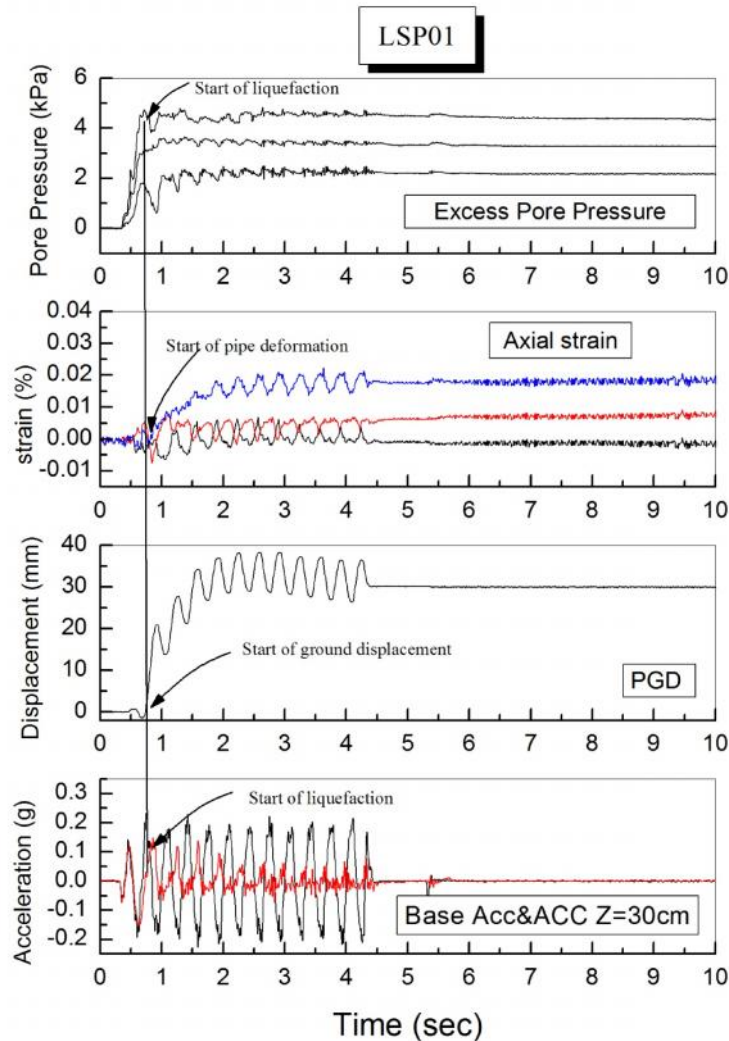 LSP01
Pore Pressure (kPa)
6
4
2
0
Start of liquefaction
Excess Pore Pressure
0 1 2 3 4 5 6 7 8 9 10
strain (%)
0.04
0.03
0.02
0.01
0.00
-0.01
Start of pipe deformation
Axial strain
0 1 2 3 4 5 6 7 8 9 10
Displacement (mm)
40
30
20
10
0
Start of ground displacement
PGD
0 1 2 3 4 5 6 7 8 9 10
Acceleration (g)
0.3
0.2
0.1
0.0
-0.1
-0.2
Start of liquefaction
Base Acc&ACC Z=30cm
0 1 2 3 4 5 6 7 8 9 10
Time (sec)